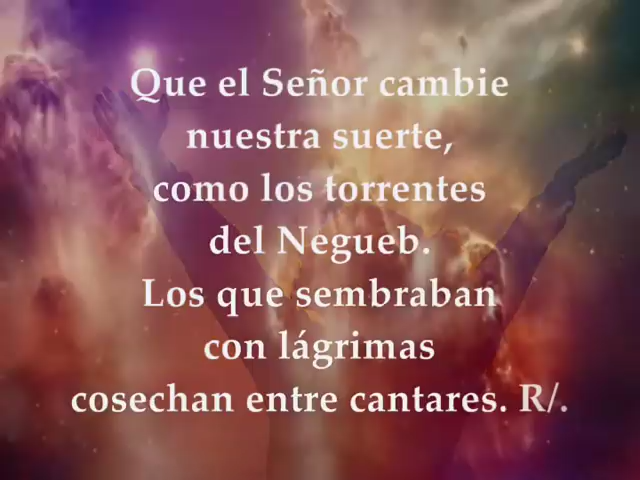 Que el Señor cambie
nuestra suerte,
como los torrentes
del Negueb.
Los que sembraban
con lágrimas
cosechan entre cantares. R/.